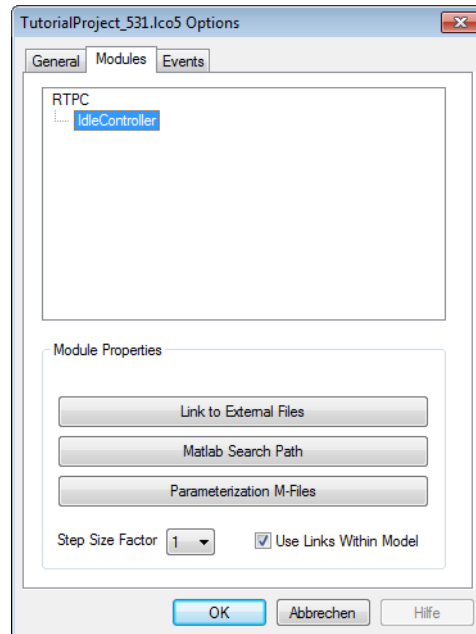 TutorialProject_531.lco5 Options
General Modules Events
RTPC
IdleController
Module Properties
Link to External Files
Matlab Search Path
Parameterization M-Files
Step Size Factor 1 Use Links Within Model
OK Abbrechen Hilfe